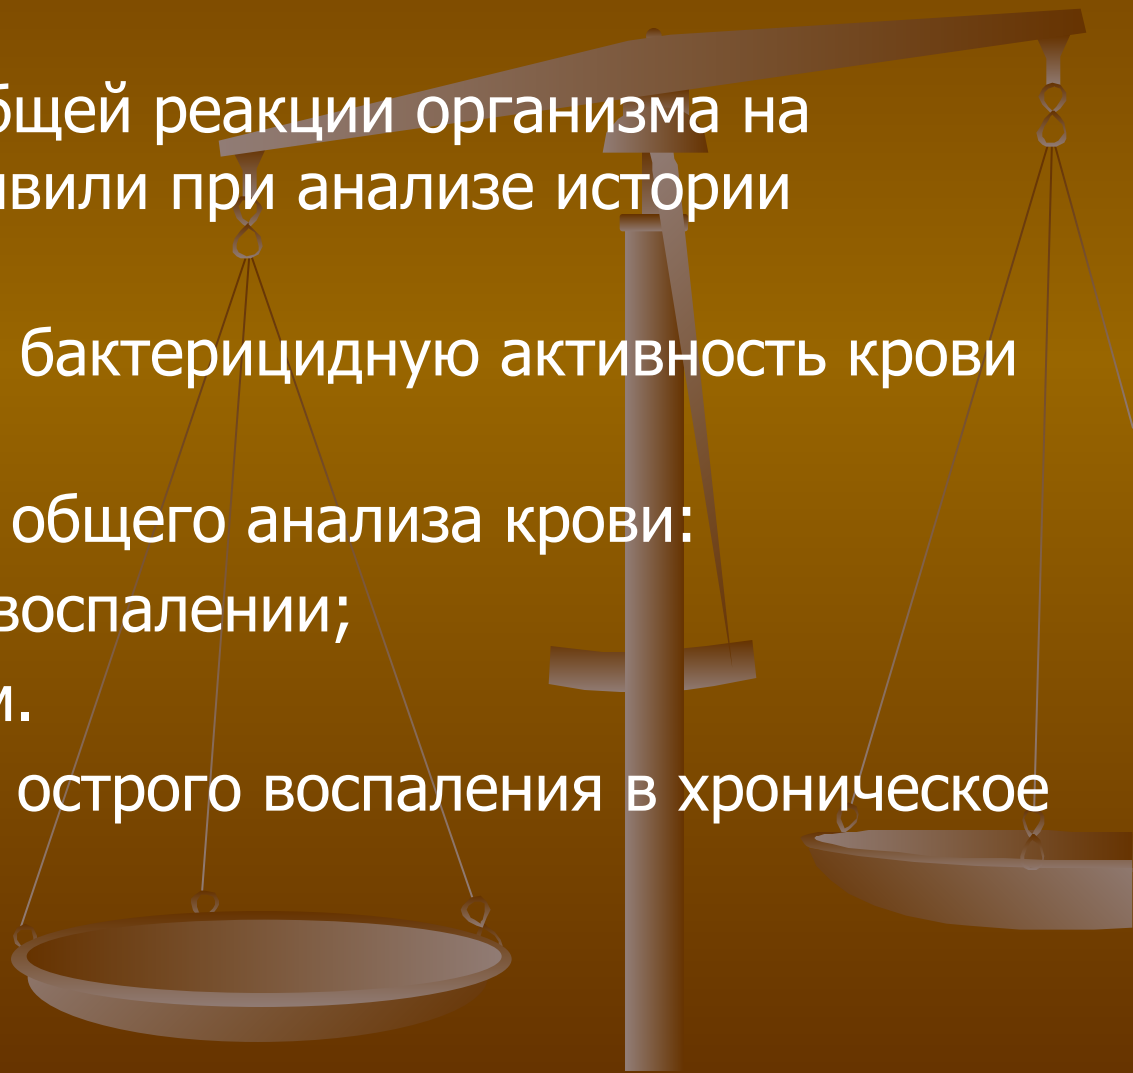 бщей реакции организма на
вили при анализе истории
бактерицидную активность крови
общего анализа крови:
воспалении;
м.
острого воспаления в хроническое